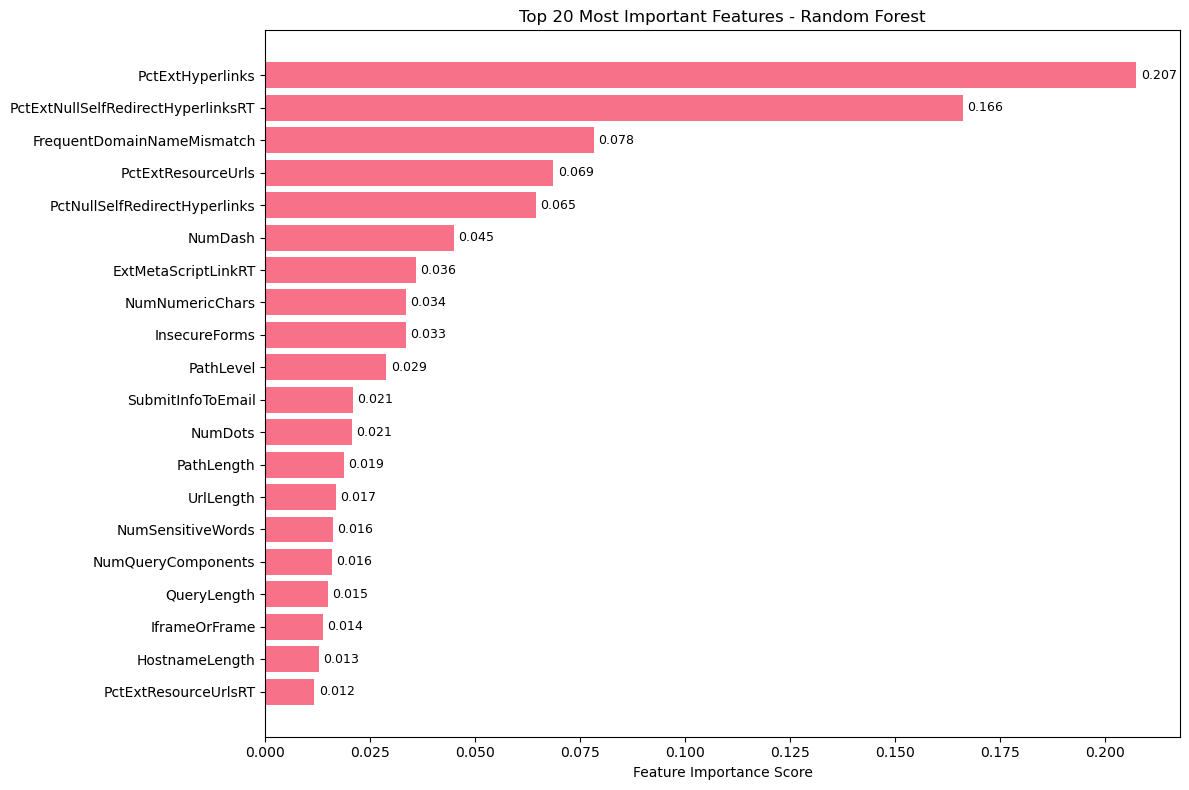 Top 20 Most Important Features - Random Forest
PctExtHyperlinks 0.207
PctExtNullSelfRedirectHyperlinksRT 0.166
FrequentDomainNameMismatch 0.078
PctExtResourceUrls 0.069
PctNullSelfRedirectHyperlinks 0.065
NumDash 0.045
ExtMetaScriptLinkRT 0.036
NumNumericChars 0.034
InsecureForms 0.033
PathLevel 0.029
SubmitInfoToEmail 0.021
NumDots 0.021
PathLength 0.019
UrlLength 0.017
NumSensitiveWords 0.016
NumQueryComponents 0.016
QueryLength 0.015
IframeOrFrame 0.014
HostnameLength 0.013
PctExtResourceUrlsRT 0.012
0.000 0.025 0.050 0.075 0.100 0.125 0.150 0.175 0.200
Feature Importance Score